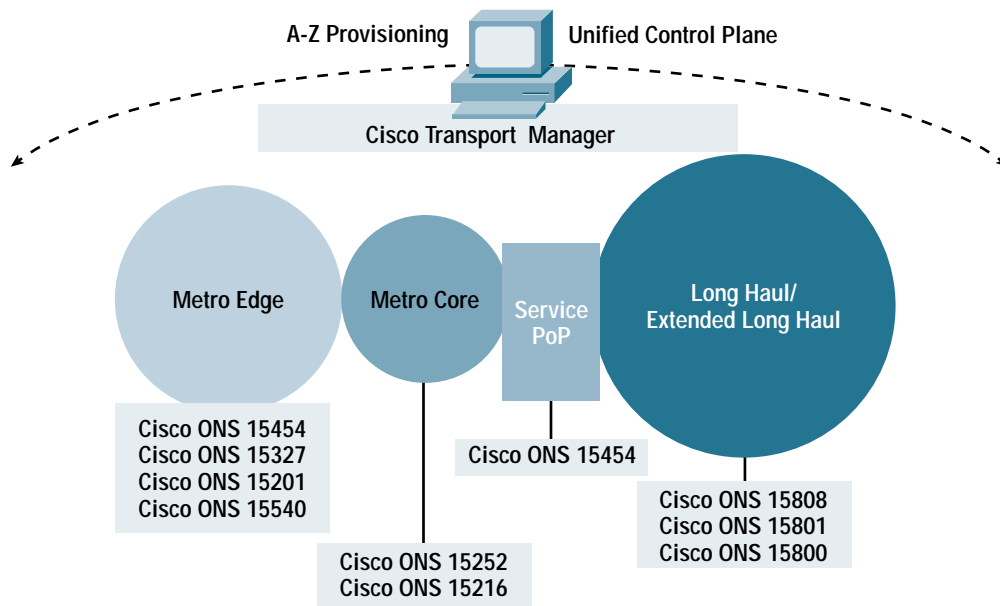 A-Z Provisioning
Unified Control Plane
Cisco Transport Manager
Metro Edge
Metro Core
Service
PoP
Long Haul/
Extended Long Haul
Cisco ONS 15454
Cisco ONS 15327
Cisco ONS 15201
Cisco ONS 15540
Cisco ONS 15252
Cisco ONS 15216
Cisco ONS 15454
Cisco ONS 15808
Cisco ONS 15801
Cisco ONS 15800